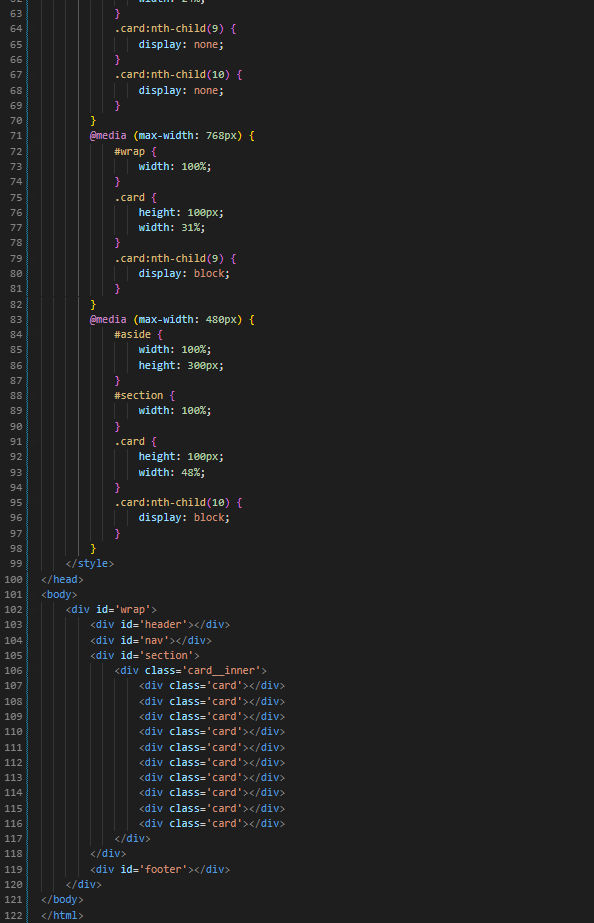 63 }
64 .card:nth-child(9) {
65 display: none;
66 }
67 .card:nth-child(10) {
68 display: none;
69 }
70 }
71 @media (max-width: 768px) {
72 #wrap {
73 width: 100%;
74 }
75 .card {
76 height: 100px;
77 width: 31%;
78 }
79 .card:nth-child(9) {
80 display: block;
81 }
82 }
83 @media (max-width: 480px) {
84 #aside {
85 width: 100%;
86 height: 300px;
87 }
88 #section {
89 width: 100%;
90 }
91 .card {
92 height: 100px;
93 width: 48%;
94 }
95 .card:nth-child(10) {
96 display: block;
97 }
98 }
99 </style>
100 </head>
101 <body>
102 <div id='wrap'>
103 <div id='header'></div>
104 <div id='nav'></div>
105 <div id='section'>
106 <div class='card__inner'>
107 <div class='card'></div>
108 <div class='card'></div>
109 <div class='card'></div>
110 <div class='card'></div>
111 <div class='card'></div>
112 <div class='card'></div>
113 <div class='card'></div>
114 <div class='card'></div>
115 <div class='card'></div>
116 <div class='card'></div>
117 </div>
118 </div>
119 <div id='footer'></div>
120 </div>
121 </body>
122 </html>